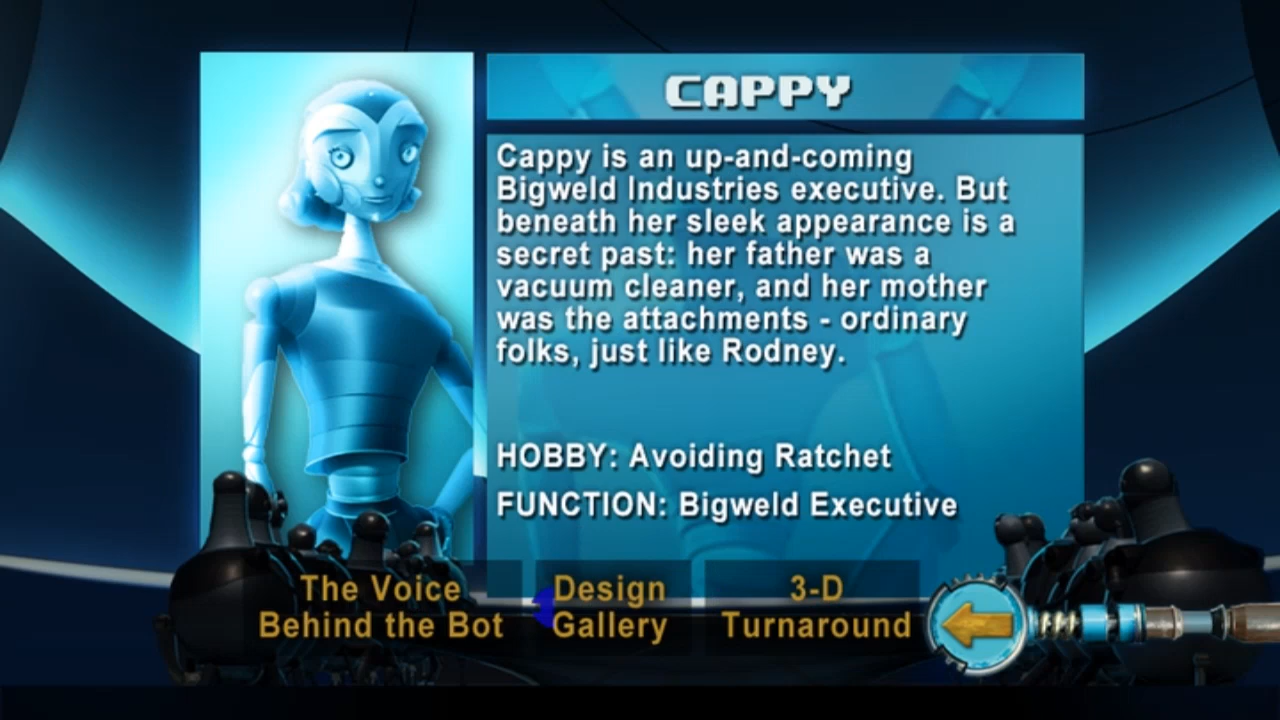 CAPPY
Cappy is an up-and-coming
Bigweld Industries executive. But
beneath her sleek appearance is a
secret past: her father was a
vacuum cleaner, and her mother
was the attachments - ordinary
folks, just like Rodney.
HOBBY: Avoiding Ratchet
FUNCTION: Bigweld Executive
The Voice
Behind the Bot
Design
Gallery
3-D
Turnaround